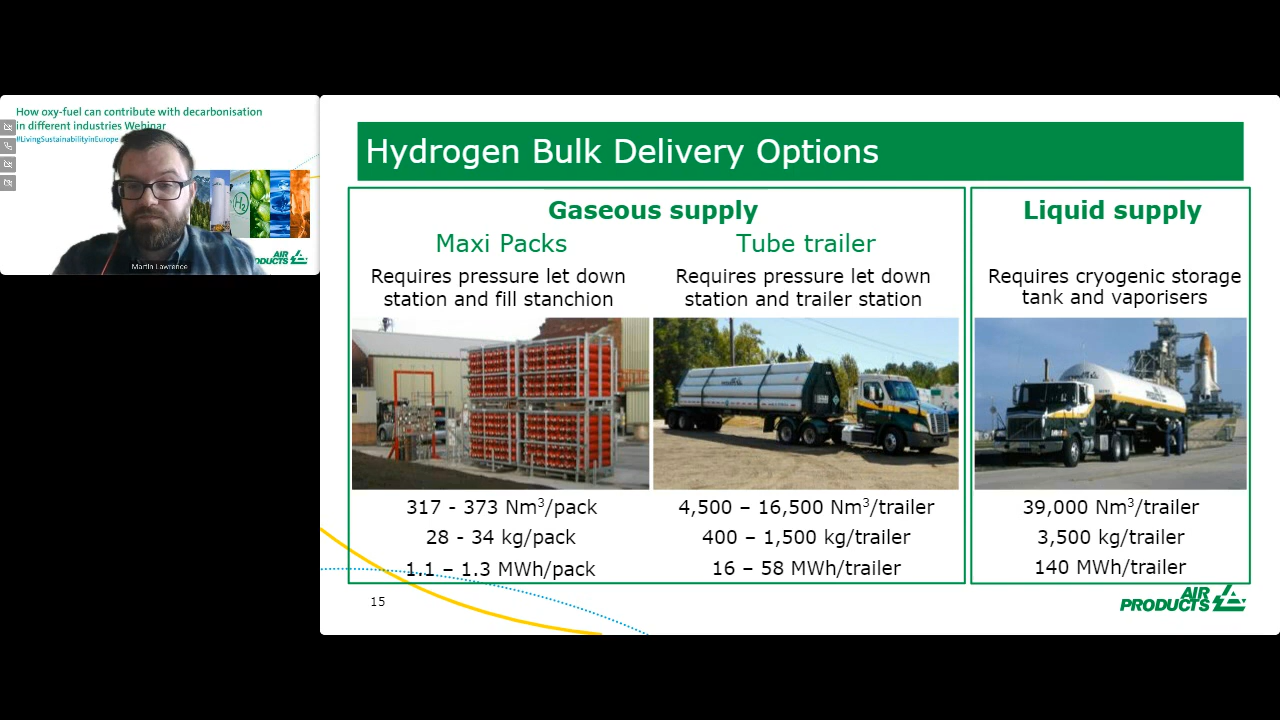 How oxy-fuel can contribute with decarbonisation
in different industries Webinar
#LivingSustainabilityinEurope
H2
AIR
PRODUCTS
Martin Lawrence
Hydrogen Bulk Delivery Options
Gaseous supply
Maxi Packs
Requires pressure let down
station and fill stanchion
317 - 373 Nm³/pack
28 - 34 kg/pack
1.1 – 1.3 MWh/pack
Tube trailer
Requires pressure let down
station and trailer station
4,500 – 16,500 Nm³/trailer
400 – 1,500 kg/trailer
16 – 58 MWh/trailer
Liquid supply
Requires cryogenic storage
tank and vaporisers
39,000 Nm³/trailer
3,500 kg/trailer
140 MWh/trailer
15
AIR
PRODUCTS